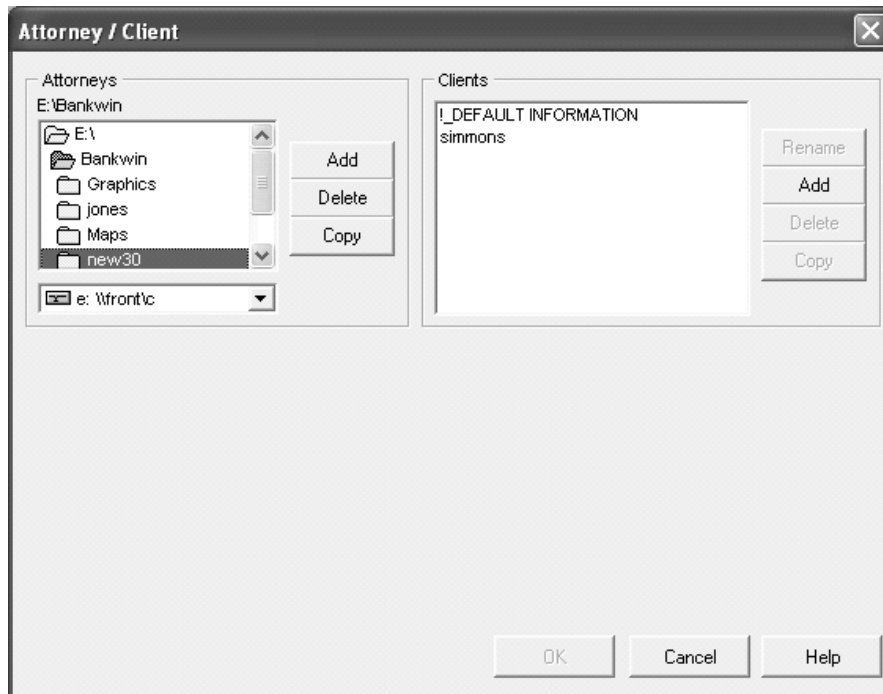 Attorney / Client
Attorneys
E:\Bankwin
E:\
Bankwin
Graphics
jones
Maps
new30
e: \\front\c
Add
Delete
Copy
Clients
!_DEFAULT INFORMATION
simmons
Rename
Add
Delete
Copy
OK
Cancel
Help